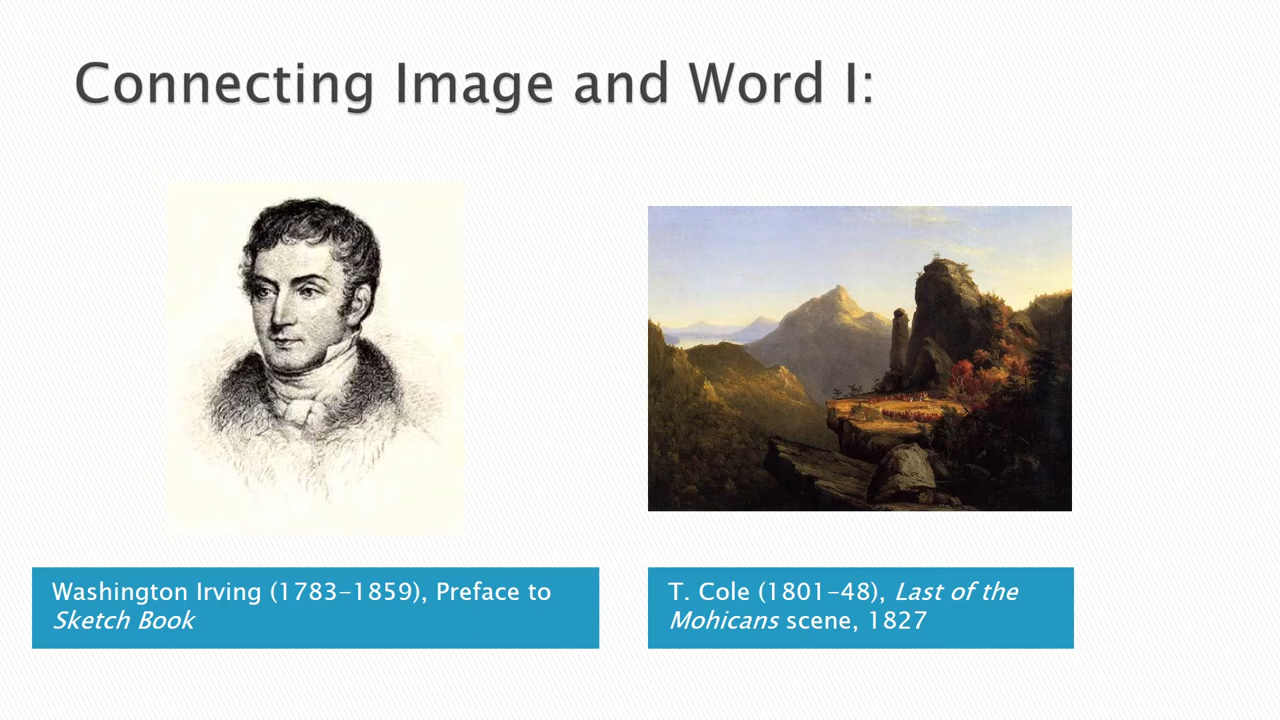 Connecting Image and Word I:
Washington Irving (1783-1859), Preface to
Sketch Book
T. Cole (1801-48), Last of the
Mohicans scene, 1827